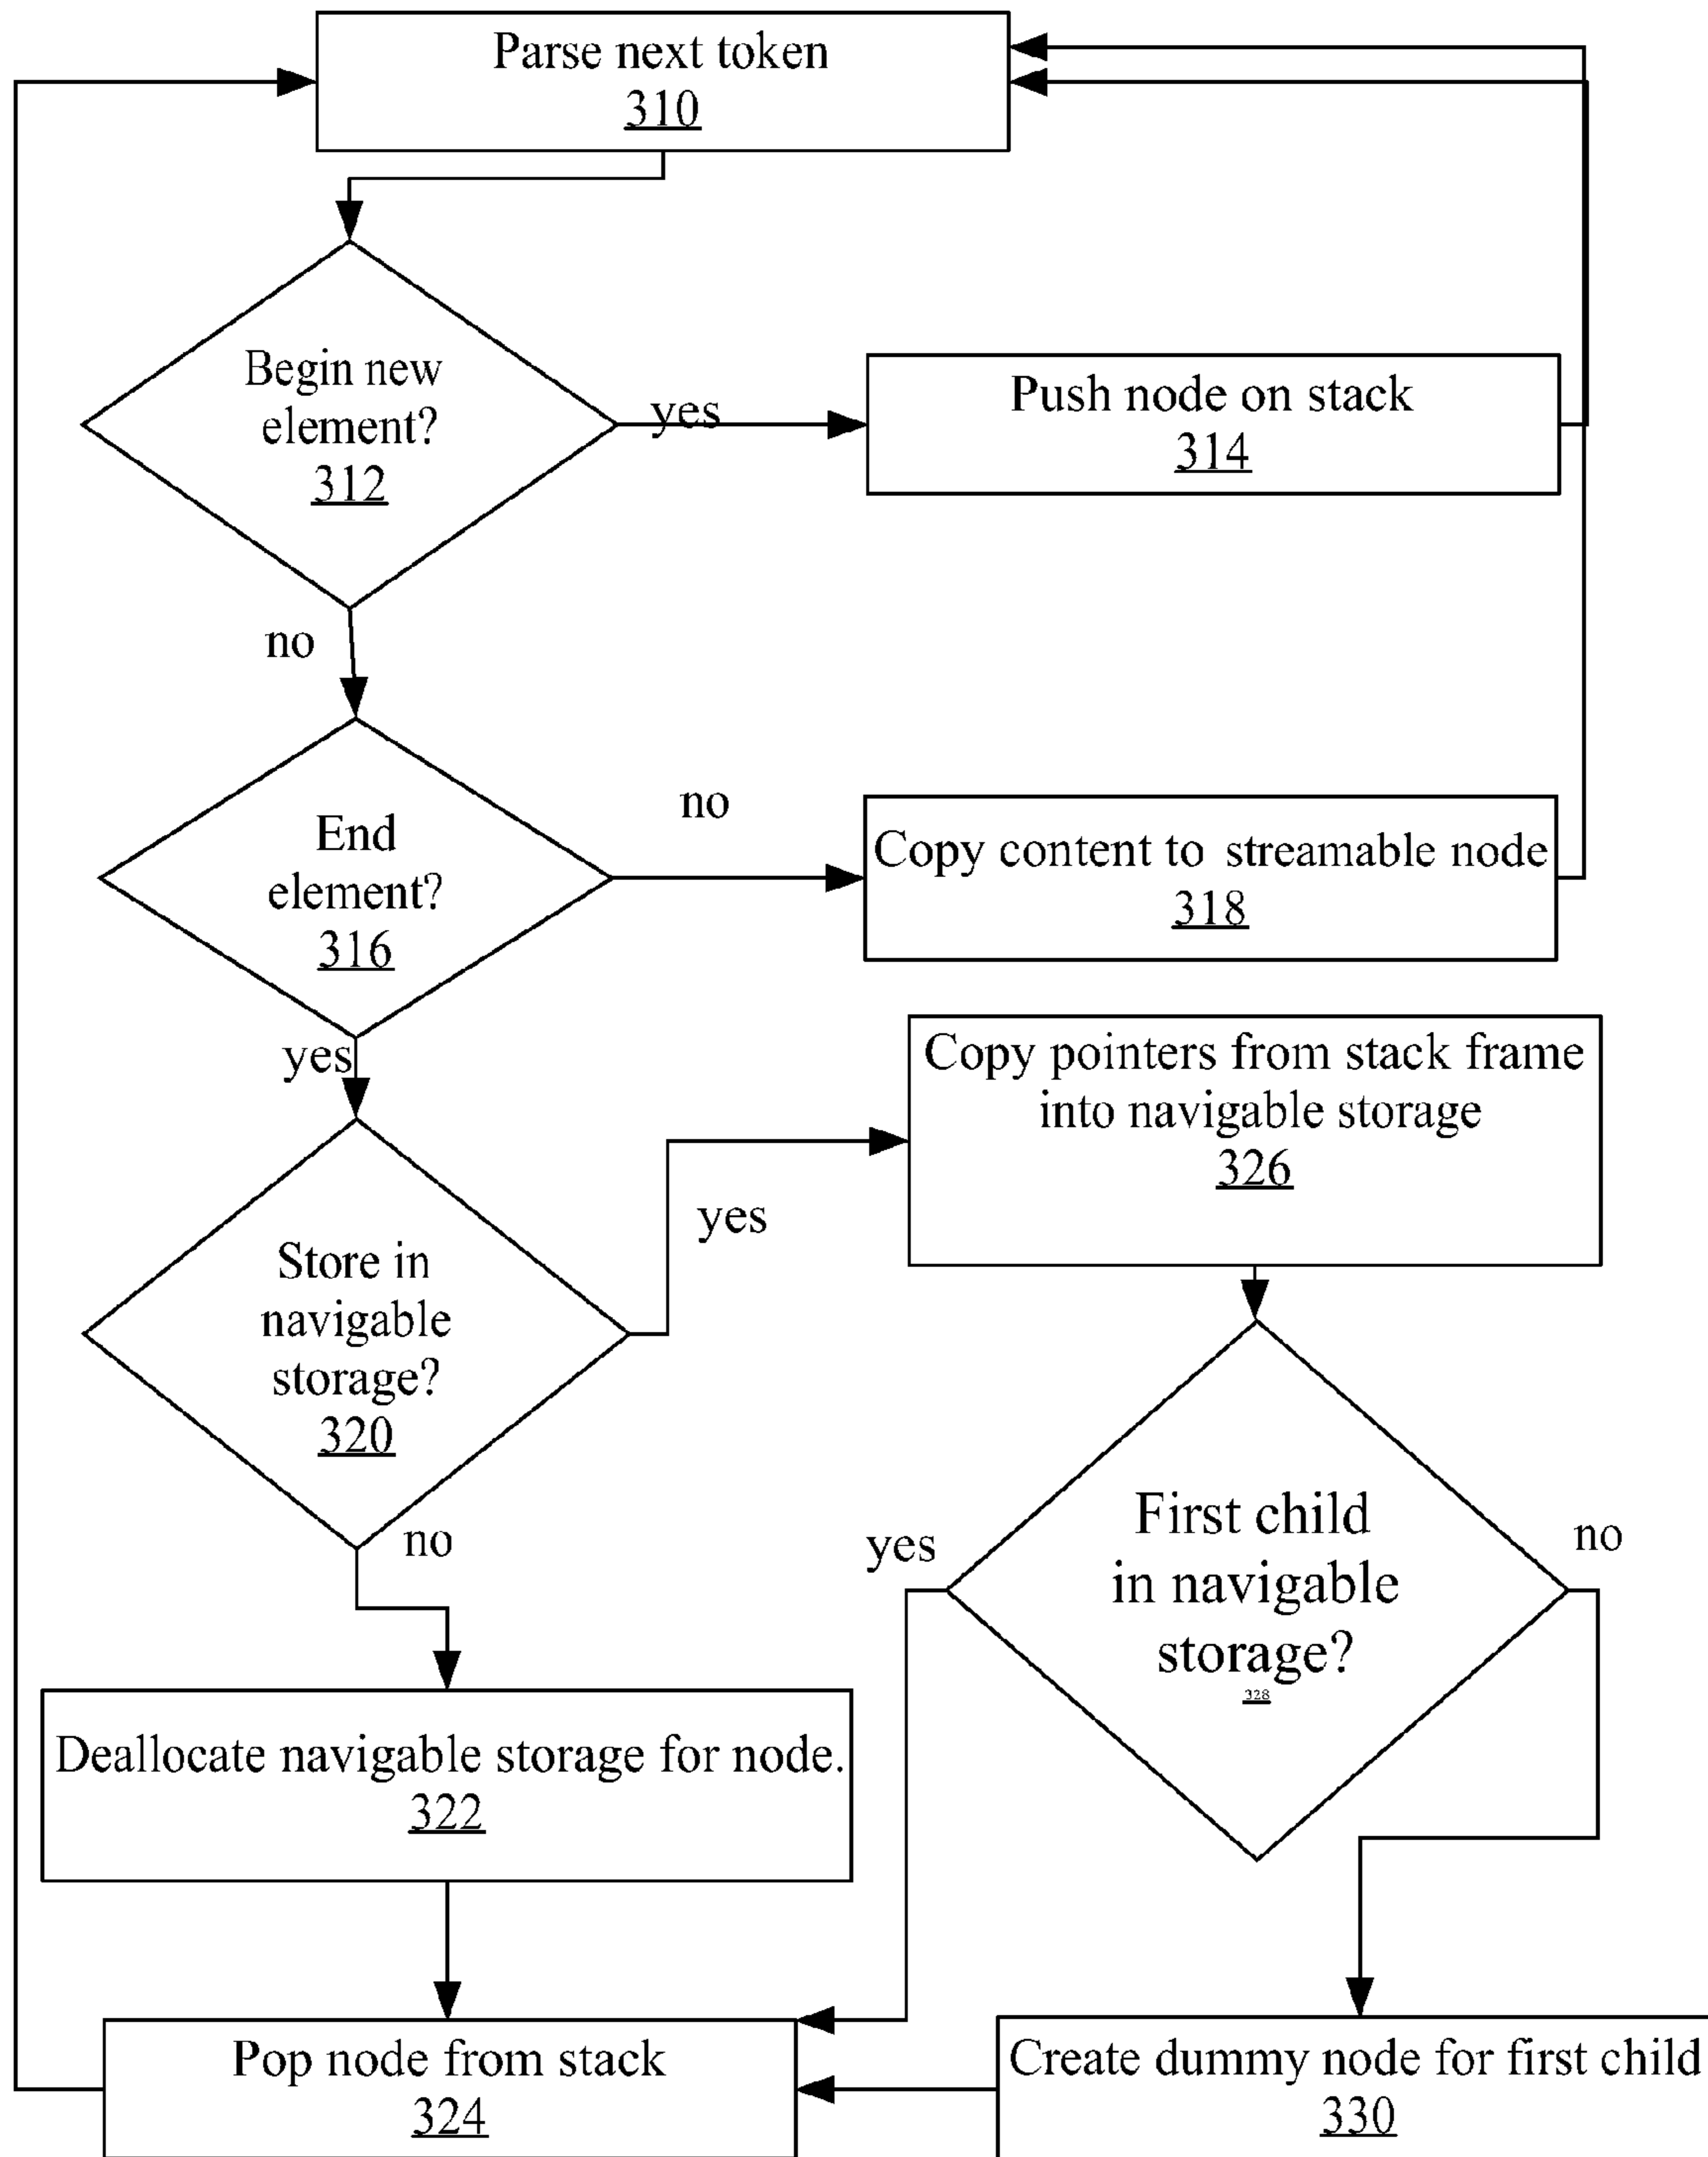 Parse next token
310
Begin new
element?
312
yes
Push node on stack
314
no
End
element?
316
no
Copy content to streamable node
318
yes
Copy pointers from stack frame
into navigable storage
326
Store in
navigable
storage?
320
yes
no
First child
in navigable
storage?
328
yes
no
Deallocate navigable storage for node.
322
Pop node from stack
324
Create dummy node for first child
330